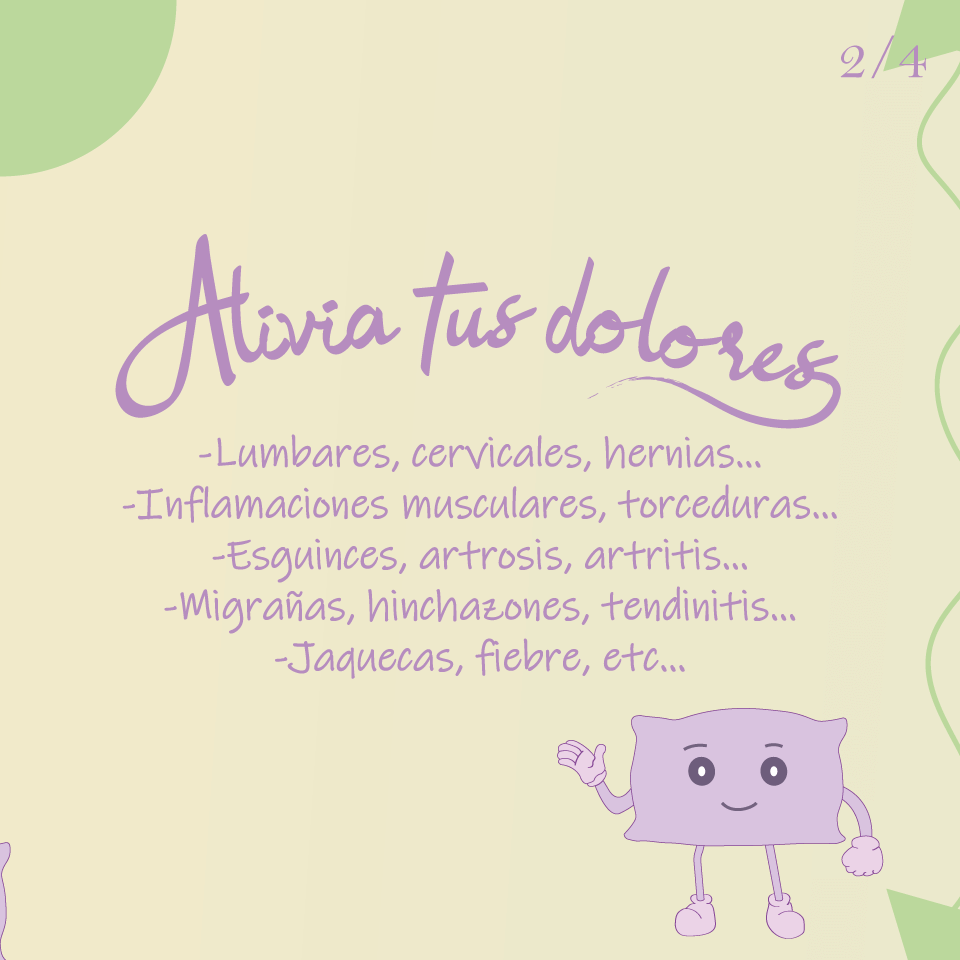 2/4
Alivia tus dolores
-Lumbares, cervicales, hernias...
-Inflamaciones musculares, torceduras...
-Esguinces, artrosis, artritis...
-Migrañas, hinchazones, tendinitis...
-Jaquecas, fiebre, etc...